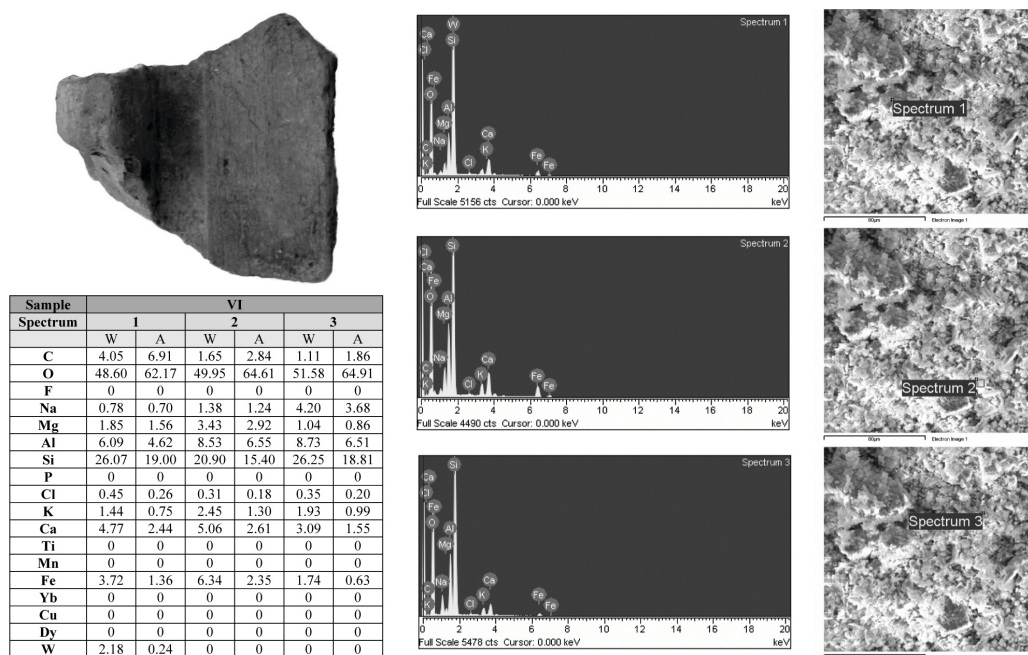 Sample VI
Spectrum 1 2 3
W A W A W A
C 4.05 6.91 1.65 2.84 1.11 1.86
O 48.60 62.17 49.95 64.61 51.58 64.91
F 0 0 0 0 0 0
Na 0.78 0.70 1.38 1.24 4.20 3.68
Mg 1.85 1.56 3.43 2.92 1.04 0.86
Al 6.09 4.62 8.53 6.55 8.73 6.51
Si 26.07 19.00 20.90 15.40 26.25 18.81
P 0 0 0 0 0 0
Cl 0.45 0.26 0.31 0.18 0.35 0.20
K 1.44 0.75 2.45 1.30 1.93 0.99
Ca 4.77 2.44 5.06 2.61 3.09 1.55
Ti 0 0 0 0 0 0
Mn 0 0 0 0 0 0
Fe 3.72 1.36 6.34 2.35 1.74 0.63
Yb 0 0 0 0 0 0
Cu 0 0 0 0 0 0
Dy 0 0 0 0 0 0
W 2.18 0.24 0 0 0 0
Spectrum 1
W
Ca Si
Cl
Fe
O Al
Mg Ca
Na K
C Cl Fe
K Fe
0 2 4 6 8 10 12 14 16 18 20
Full Scale 5156 cts Cursor: 0.000 keV keV
Spectrum 2
Cl Si
Ca
Fe
O Al
Mg
Na Ca
C K Fe
K Cl Fe
0 2 4 6 8 10 12 14 16 18 20
Full Scale 4490 cts Cursor: 0.000 keV keV
Spectrum 3
Si
Ca
Cl
Fe
O Al
Mg
Na Ca
C K Fe
K Cl Fe
0 2 4 6 8 10 12 14 16 18 20
Full Scale 5478 cts Cursor: 0.000 keV keV
Spectrum 1
80µm Electron Image 1
Spectrum 2
80µm Electron Image 1
Spectrum 3